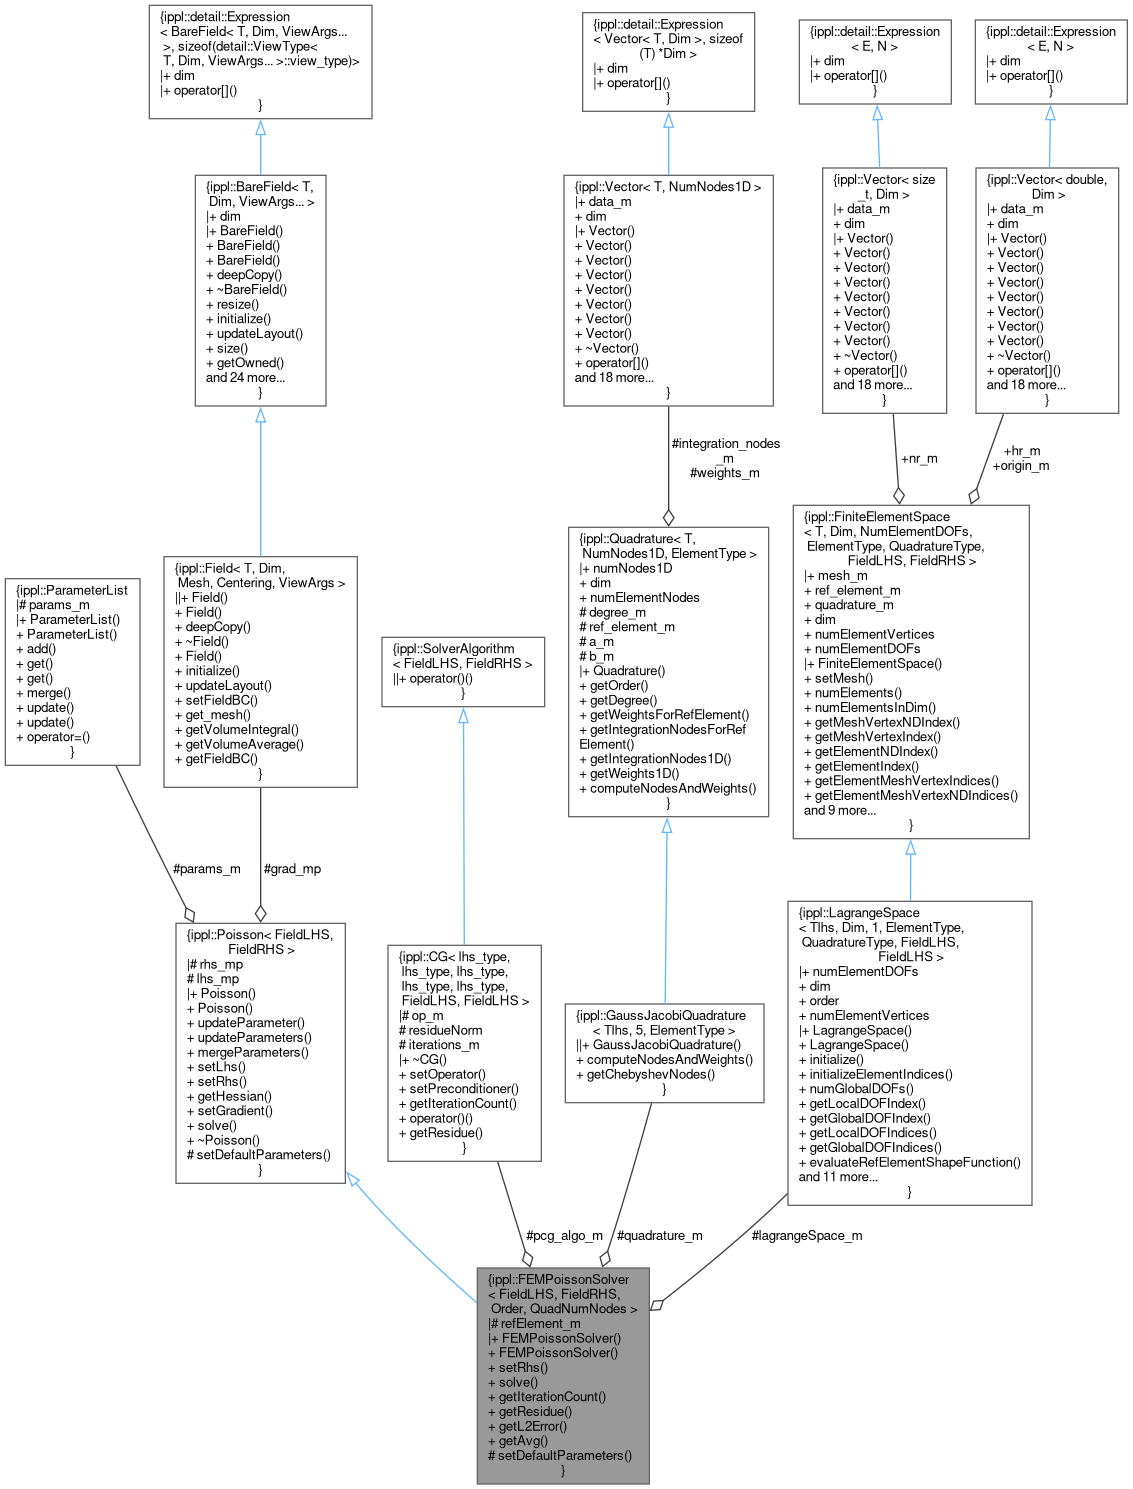 {ippl::detail::Expression
< BareField< T, Dim, ViewArgs...
>, sizeof(detail::ViewType<
T, Dim, ViewArgs... >::view_type)>
|+ dim
|+ operator[]()
}
{ippl::detail::Expression
< Vector< T, Dim >, sizeof
(T) *Dim >
|+ dim
|+ operator[]()
}
{ippl::detail::Expression
< E, N >
|+ dim
|+ operator[]()
}
{ippl::detail::Expression
< E, N >
|+ dim
|+ operator[]()
}
{ippl::BareField< T,
Dim, ViewArgs... >
|+ dim
|+ BareField()
+ BareField()
+ BareField()
+ deepCopy()
+ ~BareField()
+ resize()
+ initialize()
+ updateLayout()
+ size()
+ getOwned()
and 24 more...
}
{ippl::Vector< T, NumNodes1D >
|+ data_m
+ dim
|+ Vector()
+ Vector()
+ Vector()
+ Vector()
+ Vector()
+ Vector()
+ Vector()
+ Vector()
+ ~Vector()
+ operator[]()
and 18 more...
}
{ippl::Vector< size
_t, Dim >
|+ data_m
+ dim
|+ Vector()
+ Vector()
+ Vector()
+ Vector()
+ Vector()
+ Vector()
+ Vector()
+ Vector()
+ ~Vector()
+ operator[]()
and 18 more...
}
{ippl::Vector< double,
Dim >
|+ data_m
+ dim
|+ Vector()
+ Vector()
+ Vector()
+ Vector()
+ Vector()
+ Vector()
+ Vector()
+ Vector()
+ ~Vector()
+ operator[]()
and 18 more...
}
#integration_nodes
_m
#weights_m
+nr_m
+hr_m
+origin_m
{ippl::ParameterList
|# params_m
|+ ParameterList()
+ ParameterList()
+ add()
+ get()
+ get()
+ merge()
+ update()
+ update()
+ operator=()
}
{ippl::Field< T, Dim,
Mesh, Centering, ViewArgs >
||+ Field()
+ Field()
+ deepCopy()
+ ~Field()
+ Field()
+ initialize()
+ updateLayout()
+ setFieldBC()
+ get_mesh()
+ getVolumeIntegral()
+ getVolumeAverage()
+ getFieldBC()
}
{ippl::SolverAlgorithm
< FieldLHS, FieldRHS >
||+ operator()()
}
{ippl::Quadrature< T,
NumNodes1D, ElementType >
|+ numNodes1D
+ dim
+ numElementNodes
# degree_m
# ref_element_m
# a_m
# b_m
|+ Quadrature()
+ getOrder()
+ getDegree()
+ getWeightsForRefElement()
+ getIntegrationNodesForRef
Element()
+ getIntegrationNodes1D()
+ getWeights1D()
+ computeNodesAndWeights()
}
{ippl::FiniteElementSpace
< T, Dim, NumElementDOFs,
ElementType, QuadratureType,
FieldLHS, FieldRHS >
|+ mesh_m
+ ref_element_m
+ quadrature_m
+ dim
+ numElementVertices
+ numElementDOFs
|+ FiniteElementSpace()
+ setMesh()
+ numElements()
+ numElementsInDim()
+ getMeshVertexNDIndex()
+ getMeshVertexIndex()
+ getElementNDIndex()
+ getElementIndex()
+ getElementMeshVertexIndices()
+ getElementMeshVertexNDIndices()
and 9 more...
}
#params_m
#grad_mp
{ippl::Poisson< FieldLHS,
FieldRHS >
|# rhs_mp
# lhs_mp
|+ Poisson()
+ Poisson()
+ updateParameter()
+ updateParameters()
+ mergeParameters()
+ setLhs()
+ setRhs()
+ getHessian()
+ setGradient()
+ solve()
+ ~Poisson()
# setDefaultParameters()
}
{ippl::CG< lhs_type,
lhs_type, lhs_type,
lhs_type, lhs_type,
FieldLHS, FieldLHS >
|# op_m
# residueNorm
# iterations_m
|+ ~CG()
+ setOperator()
+ setPreconditioner()
+ getIterationCount()
+ operator()()
+ getResidue()
}
{ippl::GaussJacobiQuadrature
< Tlhs, 5, ElementType >
||+ GaussJacobiQuadrature()
+ computeNodesAndWeights()
+ getChebyshevNodes()
}
{ippl::LagrangeSpace
< Tlhs, Dim, 1, ElementType,
QuadratureType, FieldLHS,
FieldLHS >
|+ numElementDOFs
+ dim
+ order
+ numElementVertices
|+ LagrangeSpace()
+ LagrangeSpace()
+ initialize()
+ initializeElementIndices()
+ numGlobalDOFs()
+ getLocalDOFIndex()
+ getGlobalDOFIndex()
+ getLocalDOFIndices()
+ getGlobalDOFIndices()
+ evaluateRefElementShapeFunction()
and 11 more...
}
#pcg_algo_m
#quadrature_m
#lagrangeSpace_m
{ippl::FEMPoissonSolver
< FieldLHS, FieldRHS,
Order, QuadNumNodes >
|# refElement_m
|+ FEMPoissonSolver()
+ FEMPoissonSolver()
+ setRhs()
+ solve()
+ getIterationCount()
+ getResidue()
+ getL2Error()
+ getAvg()
# setDefaultParameters()
}